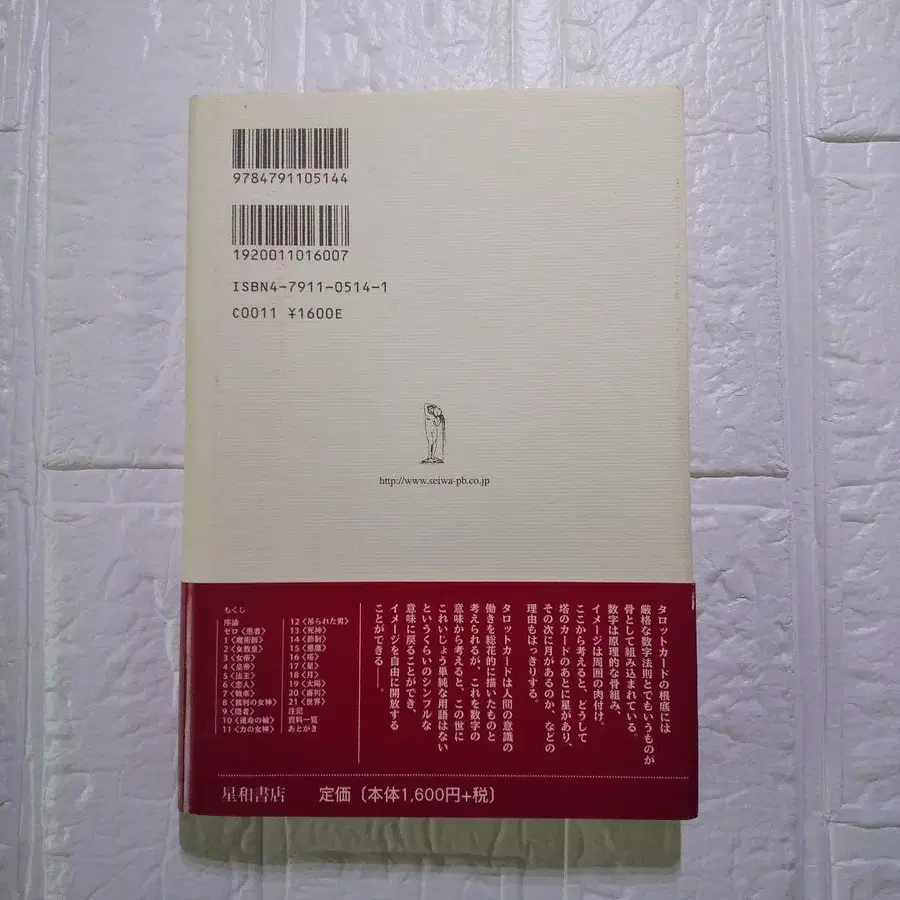 9784791105144
1920011016007
ISBN4-7911-0514-1
C0011 ¥1600E
http://www.seiwa-pb.co.jp
タロットカードの根底には
厳格な数字法則とでもいうものが
骨として組み込まれている。
数字は原理的な骨組み、
イメージは周囲の肉付け。
ここから考えると、どうして
塔のカードのあとに星があり、
その次に月があるのか、などの
理由もはっきりする。
タロットカードは人間の意識の
働きを総花的に描いたものと
考えられるが、これを数字の
意味から考えると、この世に
これいじょう単純な用語はない
というくらいのシンプルな
意味に戻ることができ、
イメージを自由に開放する
ことができる――。
もくじ
序論
ゼロ〈愚者〉
1〈魔術師〉
2〈女教皇〉
3〈女帝〉
4〈皇帝〉
5〈法王〉
6〈恋人〉
7〈戦車〉
8〈裁判の女神〉
9〈隠者〉
10〈運命の輪〉
11〈力の女神〉
12〈吊られた男〉
13〈死神〉
14〈節制〉
15〈悪魔〉
16〈塔〉
17〈星〉
18〈月〉
19〈太陽〉
20〈審判〉
21〈世界〉
注記
資料一覧
あとがき
星和書店 定価〔本体1,600円+税〕